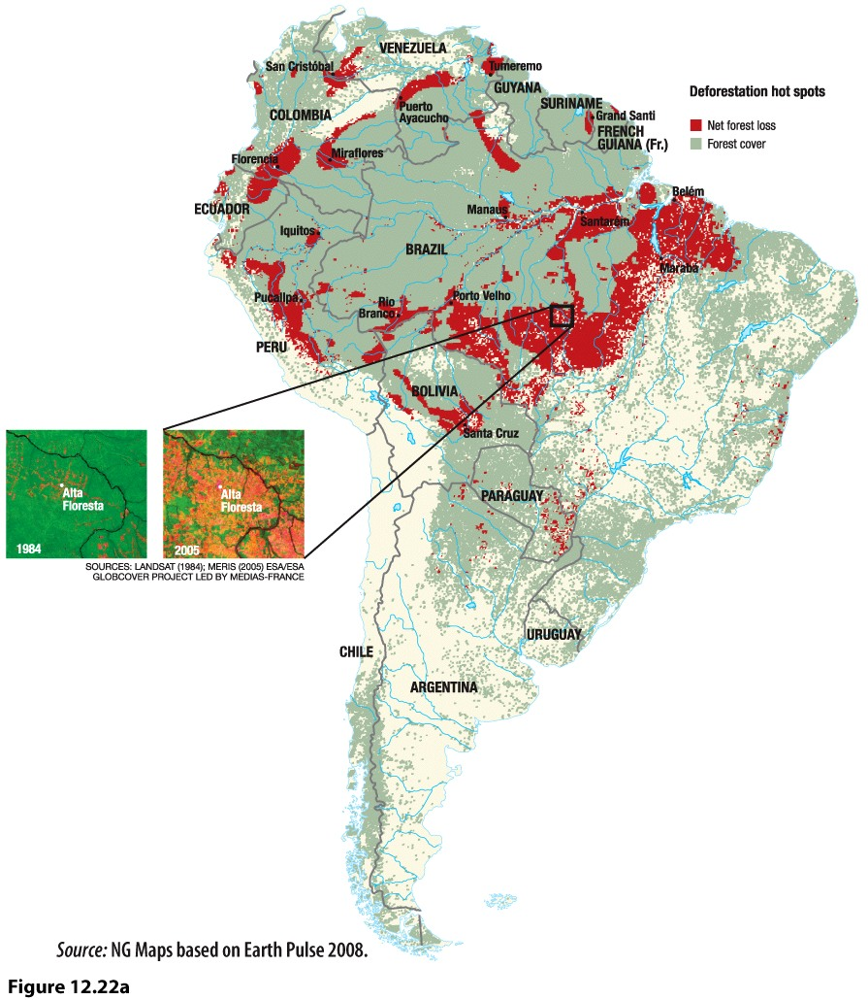 VENEZUELA
San Cristóbal
Tumeremo
GUYANA
Puerto
Ayacucho
SURINAME
COLOMBIA
Grand Santi
FRENCH
GUIANA (Fr.)
Deforestation hot spots
Net forest loss
Forest cover
Florencia
Miraflores
ECUADOR
Manaus
Belém
Santarém
Iquitos
BRAZIL
Marabá
Pucallpa
Rio
Branco
Porto Velho
PERU
BOLIVIA
Santa Cruz
Alta
Floresta
1984
Alta
Floresta
2005
SOURCES: LANDSAT (1984); MERIS (2005) ESA/ESA
GLOBCOVER PROJECT LED BY MÉDIAS-FRANCE
PARAGUAY
URUGUAY
CHILE
ARGENTINA
Source: NG Maps based on Earth Pulse 2008.
Figure 12.22a